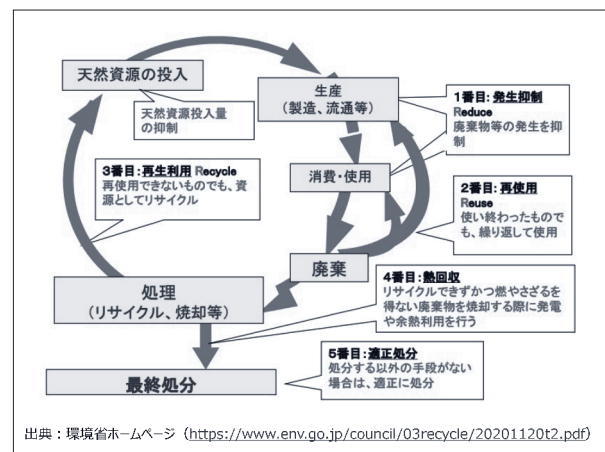 天然資源の投入
天然資源投入量
の抑制
生産
(製造、流通等)
1番目:発生抑制
Reduce
廃棄物等の発生を抑
制
3番目:再生利用 Recycle
再使用できないものでも、資
源としてリサイクル
消費・使用
2番目:再使用
Reuse
使い終わったもので
も、繰り返して使用
廃棄
処理
(リサイクル、焼却等)
4番目:熱回収
リサイクルできずかつ燃やさざるを
得ない廃棄物を焼却する際に発電
や余熱利用を行う
5番目:適正処分
処分する以外の手段がない
場合は、適正に処分
最終処分
出典:環境省ホームページ(https://www.env.go.jp/council/03recycle/20201120t2.pdf)